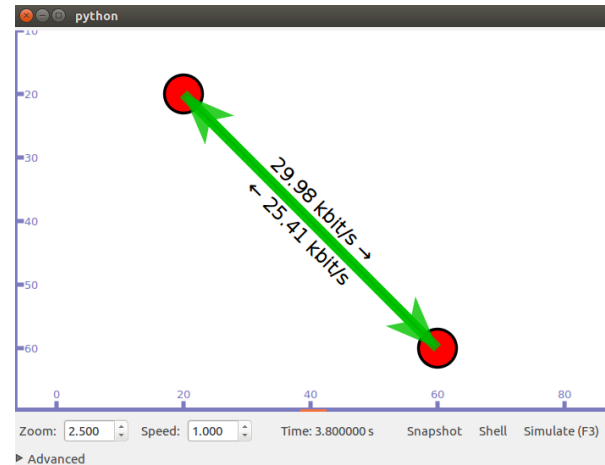 python
10
20
30
40
50
60
29.98 kbit/s →
← 25.41 kbit/s
0 20 40 60 80
Zoom: 2.500 Speed: 1.000 Time: 3.800000 s Snapshot Shell Simulate (F3)
Advanced